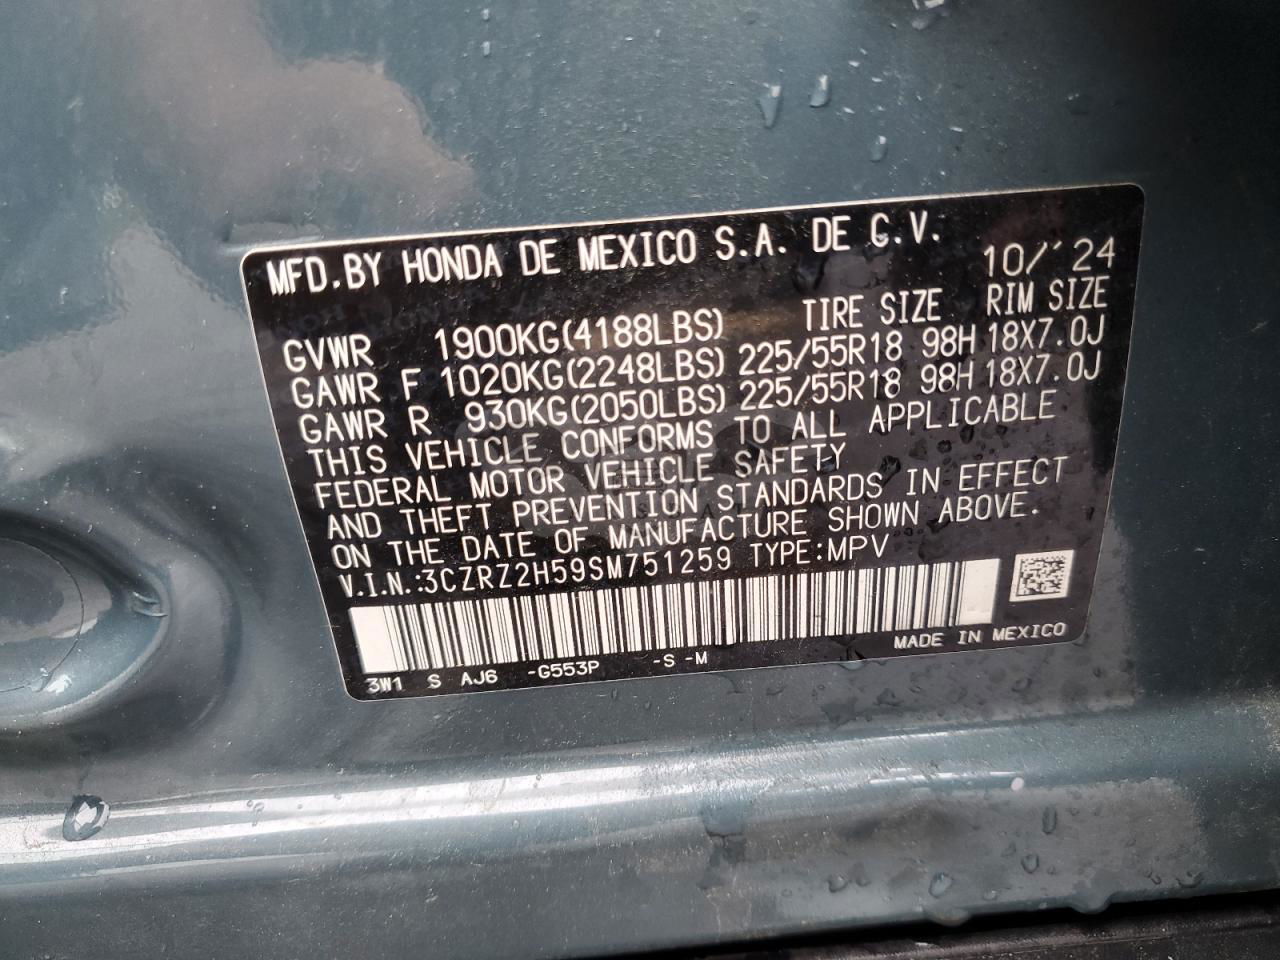 MFD.BY HONDA DE MEXICO S.A. DE C.V.
10/'24
TIRE SIZE RIM SIZE
GVWR 1900KG(4188LBS)
GAWR F 1020KG(2248LBS) 225/55R18 98H 18X7.0J
GAWR R 930KG(2050LBS) 225/55R18 98H 18X7.0J
THIS VEHICLE CONFORMS TO ALL APPLICABLE
FEDERAL MOTOR VEHICLE SAFETY
AND THEFT PREVENTION STANDARDS IN EFFECT
ON THE DATE OF MANUFACTURE SHOWN ABOVE.
V.I.N.:3CZRZ2H59SM751259 TYPE:MPV
MADE IN MEXICO
3W1 S AJ6 -G553P -S -M